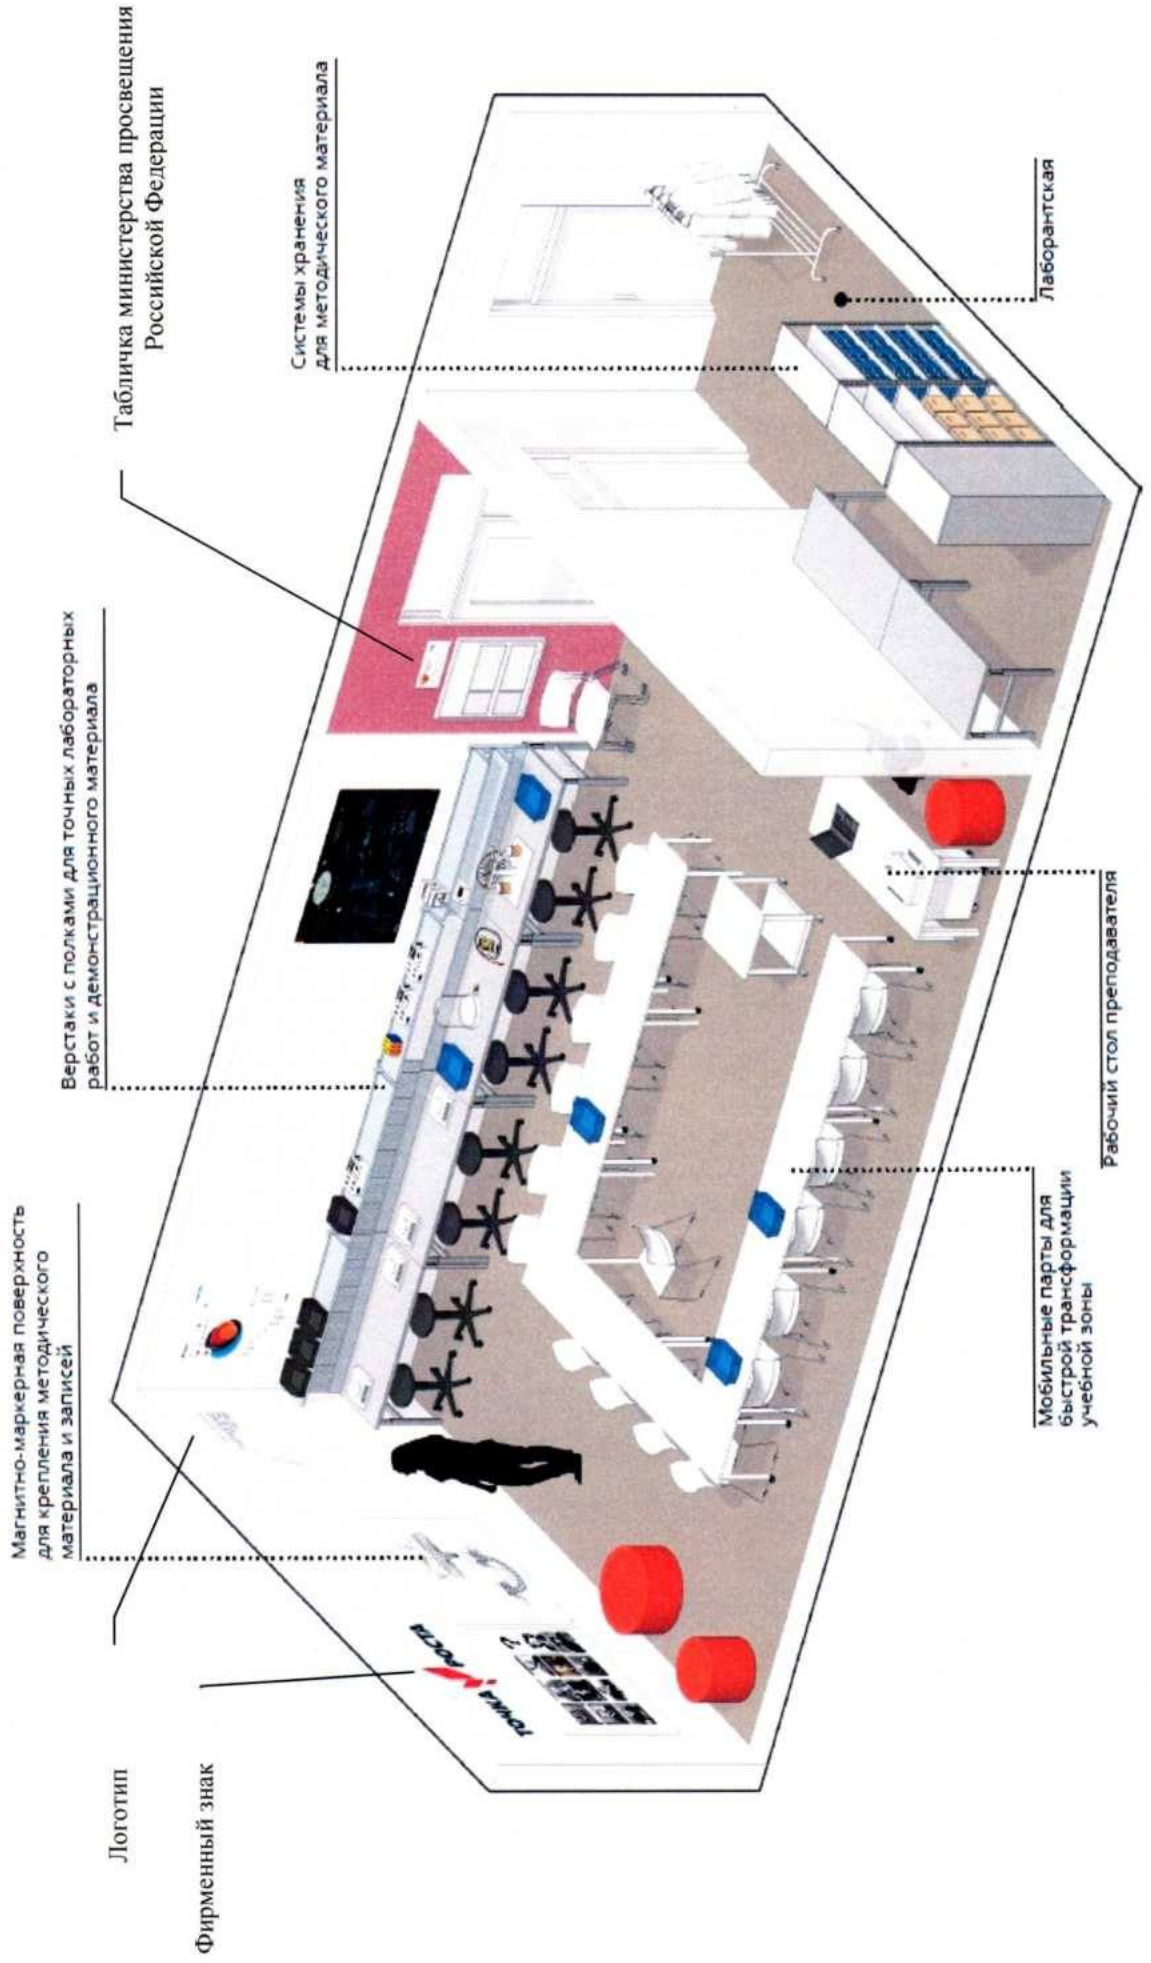 Логотип
Фирменный знак
Магнитно-маркерная поверхность
для крепления методического
материала и записей
Верстаки с полками для точных лабораторных
работ и демонстрационного материала
Табличка министерства просвещения
Российской Федерации
Системы хранения
для методического материала
ТОЧКА РОСТА
Мобильные парты для
быстрой трансформации
учебной зоны
Рабочий стол преподавателя
Лаборантская